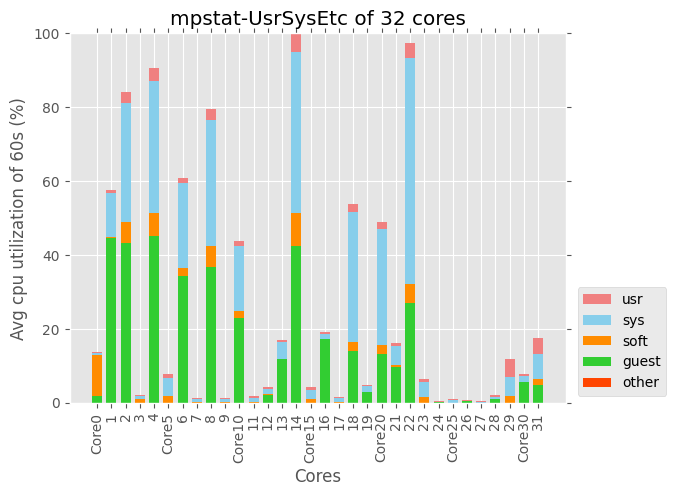 mpstat-UsrSysEtc of 32 cores
100
80
60
40
20
0
Avg cpu utilization of 60s (%)
Core0
1
2
3
4
Core5
6
7
8
9
Core10
11
12
13
14
Core15
16
17
18
19
Core20
21
22
23
24
Core25
26
27
28
29
Core30
31
Cores
usr
sys
soft
guest
other